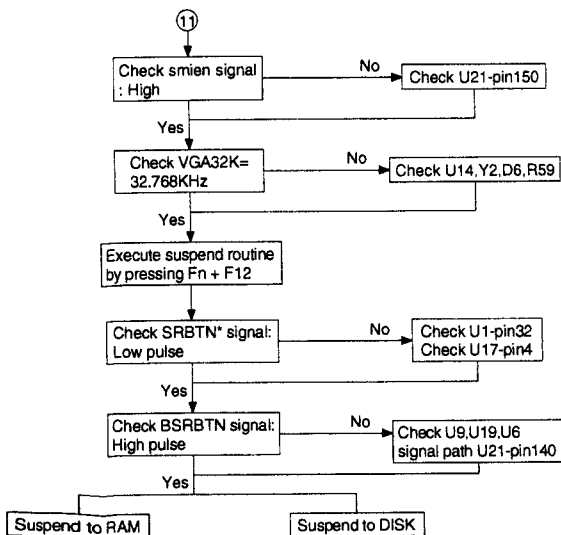 11
Check smien signal
: High
No
Check U21-pin150
Yes
Check VGA32K=
32.768KHz
No
Check U14,Y2,D6,R59
Yes
Execute suspend routine
by pressing Fn + F12
Check SRBTN* signal:
Low pulse
No
Check U1-pin32
Check U17-pin4
Yes
Check BSRBTN signal:
High pulse
No
Check U9,U19,U6
signal path U21-pin140
Yes
Suspend to RAM
Suspend to DISK